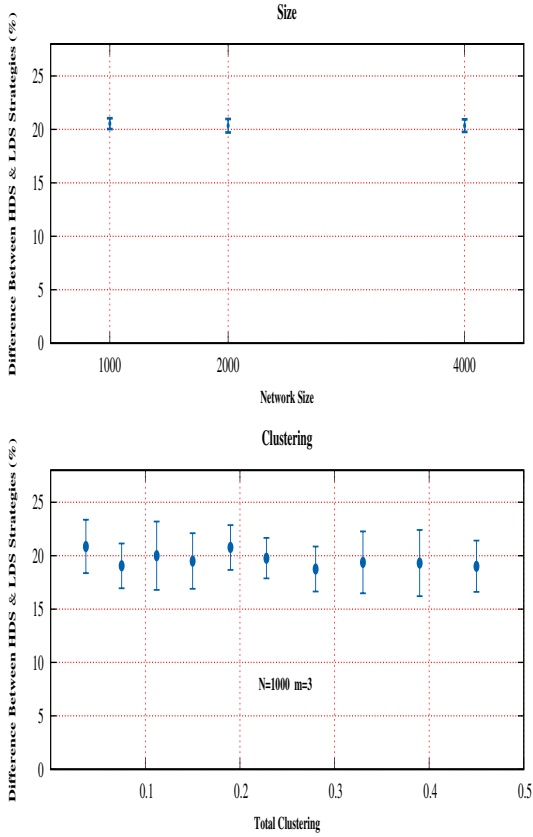 Size
Difference Between HDS & LDS Strategies (%)
25
20
15
10
5
0
1000 2000 4000
Network Size
Clustering
Difference Between HDS & LDS Strategies (%)
25
20
15
10
N=1000 m=3
5
0
0.1 0.2 0.3 0.4 0.5
Total Clustering